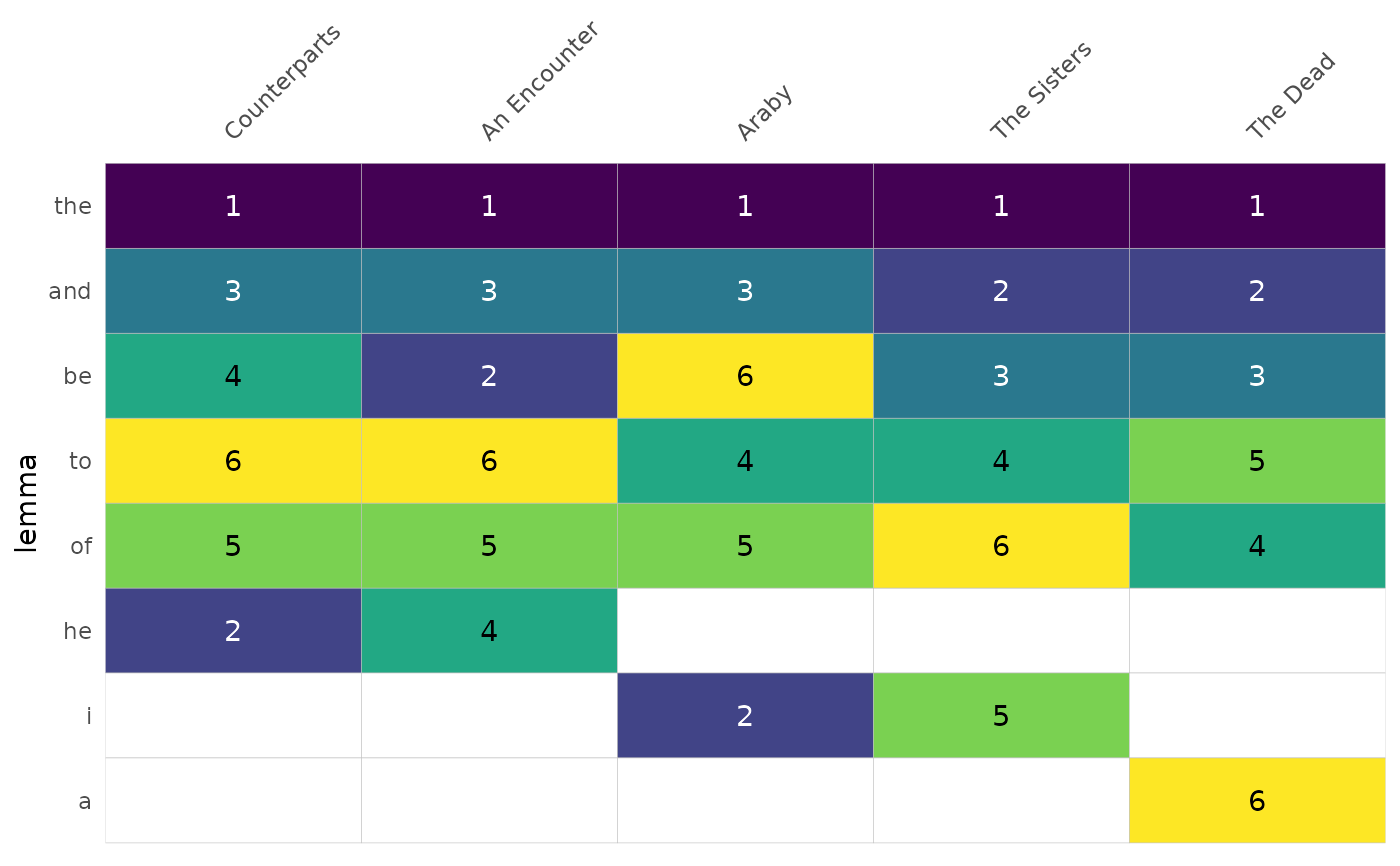 Counterparts An Encounter Araby The Sisters The Dead
the 1 1 1 1 1
and 3 3 3 2 2
be 4 2 6 3 3
to 6 6 4 4 5
of 5 5 5 6 4
he 2 4
i 2 5
a 6
lemma